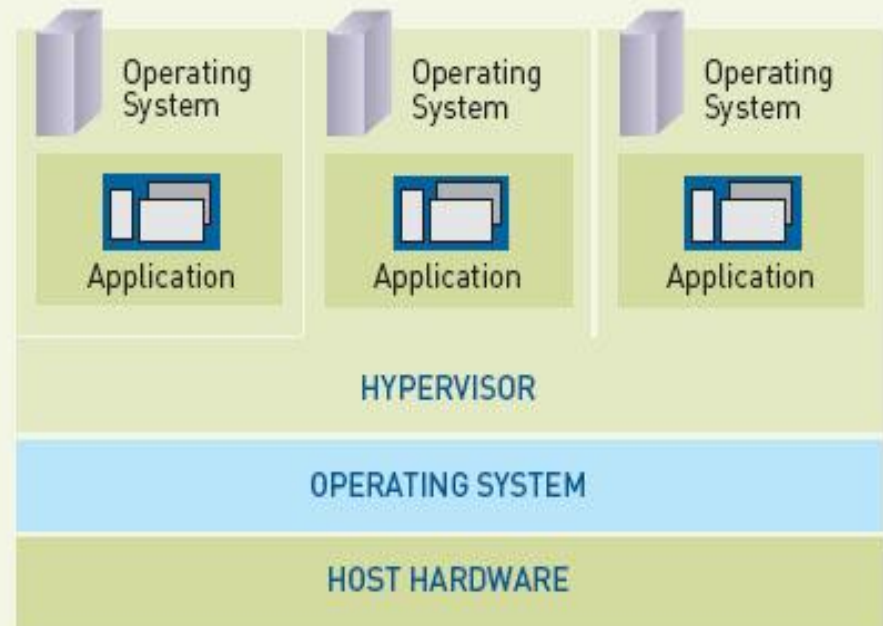 Operating
System
Operating
System
Operating
System
Application
Application
Application
HYPERVISOR
OPERATING SYSTEM
HOST HARDWARE